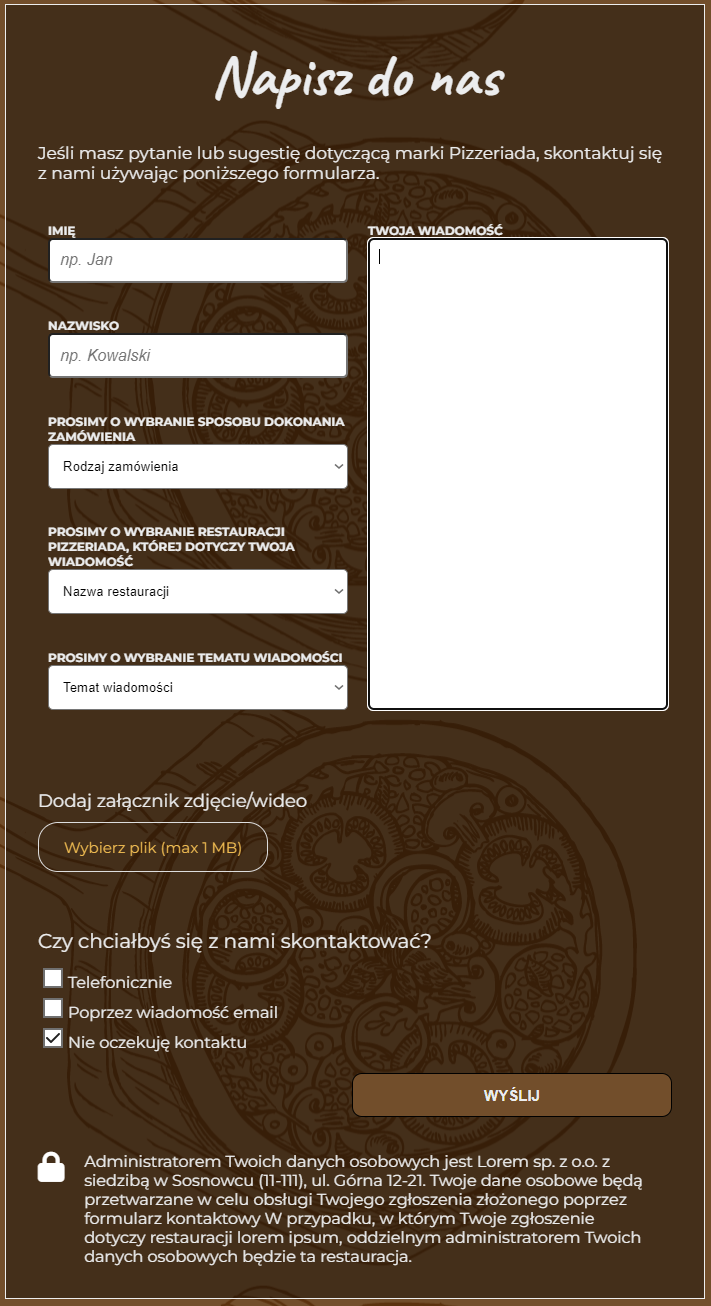 Napisz do nas
Jeśli masz pytanie lub sugestię dotyczącą marki Pizzeriada, skontaktuj się
z nami używając poniższego formularza.
IMIĘ
np. Jan
NAZWISKO
np. Kowalski
PROSIMY O WYBRANIE SPOSOBU DOKONANIA
ZAMÓWIENIA
Rodzaj zamówienia
PROSIMY O WYBRANIE RESTAURACJI
PIZZERIADA, KTÓREJ DOTYCZY TWOJA
WIADOMOŚĆ
Nazwa restauracji
PROSIMY O WYBRANIE TEMATU WIADOMOŚCI
Temat wiadomości
TWOJA WIADOMOŚĆ
Dodaj załącznik zdjęcie/wideo
Wybierz plik (max 1 MB)
Czy chciałbyś się z nami skontaktować?
Telefonicznie
Poprzez wiadomość email
Nie oczekuję kontaktu
WYŚLIJ
Administratorem Twoich danych osobowych jest Lorem sp. z o.o. z
siedzibą w Sosnowcu (11-111), ul. Górna 12-21. Twoje dane osobowe będą
przetwarzane w celu obsługi Twojego zgłoszenia złożonego poprzez
formularz kontaktowy W przypadku, w którym Twoje zgłoszenie
dotyczy restauracji lorem ipsum, oddzielnym administratorem Twoich
danych osobowych będzie ta restauracja.